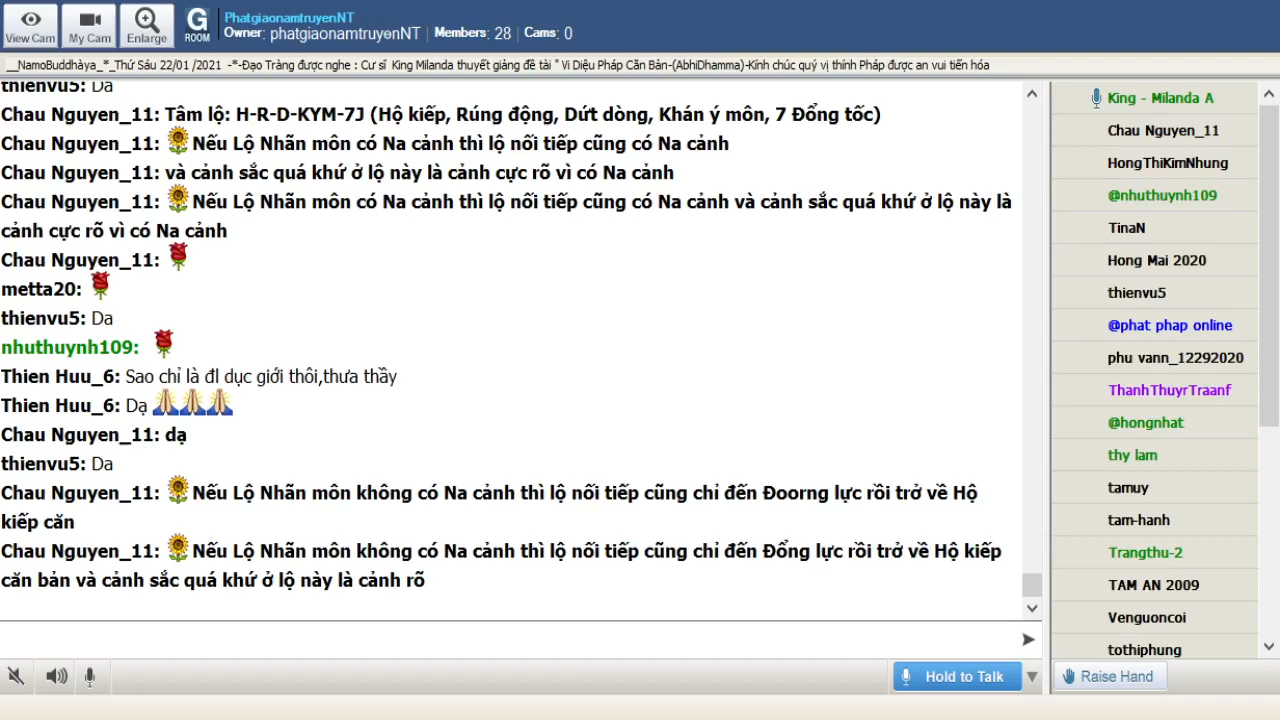 View Cam
My Cam
Enlarge
G
ROOM
PhatgiaonamtruyenNT
Owner: phatgiaonamtruyenNT | Members: 28 | Cams: 0
__NamoBuddhàya_*_Thứ Sáu 22/01 /2021 -*-Đạo Tràng được nghe : Cư sĩ King Milanda thuyết giảng đề tài " Vi Diệu Pháp Căn Bản-(AbhiDhamma)-Kính chúc quý vị thính Pháp được an vui tiến hóa
thienvu5: Da
Chau Nguyen_11: Tâm lộ: H-R-D-KYM-7J (Hộ kiếp, Rúng động, Dứt dòng, Khán ý môn, 7 Đổng tốc)
Chau Nguyen_11: Nếu Lộ Nhãn môn có Na cảnh thì lộ nối tiếp cũng có Na cảnh
Chau Nguyen_11: và cảnh sắc quá khứ ở lộ này là cảnh cực rõ vì có Na cảnh
Chau Nguyen_11: Nếu Lộ Nhãn môn có Na cảnh thì lộ nối tiếp cũng có Na cảnh và cảnh sắc quá khứ ở lộ này là
cảnh cực rõ vì có Na cảnh
Chau Nguyen_11:
metta20:
thienvu5: Da
nhuthuynh109:
Thien Huu_6: Sao chỉ là đl dục giới thôi,thưa thầy
Thien Huu_6: Dạ
Chau Nguyen_11: dạ
thienvu5: Da
Chau Nguyen_11: Nếu Lộ Nhãn môn không có Na cảnh thì lộ nối tiếp cũng chỉ đến Đoorng lực rồi trở về Hộ
kiếp căn
Chau Nguyen_11: Nếu Lộ Nhãn môn không có Na cảnh thì lộ nối tiếp cũng chỉ đến Đổng lực rồi trở về Hộ kiếp
căn bản và cảnh sắc quá khứ ở lộ này là cảnh rõ
Hold to Talk
King - Milanda A
Chau Nguyen_11
HongThiKimNhung
@nhuthuynh109
TinaN
Hong Mai 2020
thienvu5
@phat phap online
phu vann_12292020
ThanhThuyrTraanf
@hongnhat
thy lam
tamuy
tam-hanh
Trangthu-2
TAM AN 2009
Venguoncoi
tothiphung
Raise Hand